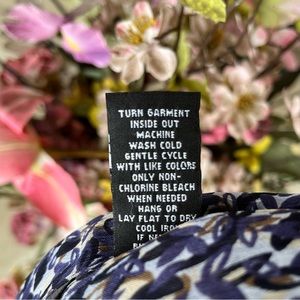 TURN GARMENT
INSIDE OUT
MACHINE
WASH COLD
GENTLE CYCLE
WITH LIKE COLORS
ONLY NON-
CHLORINE BLEACH
WHEN NEEDED
HANG OR
LAY FLAT TO DRY
COOL IRON
IF